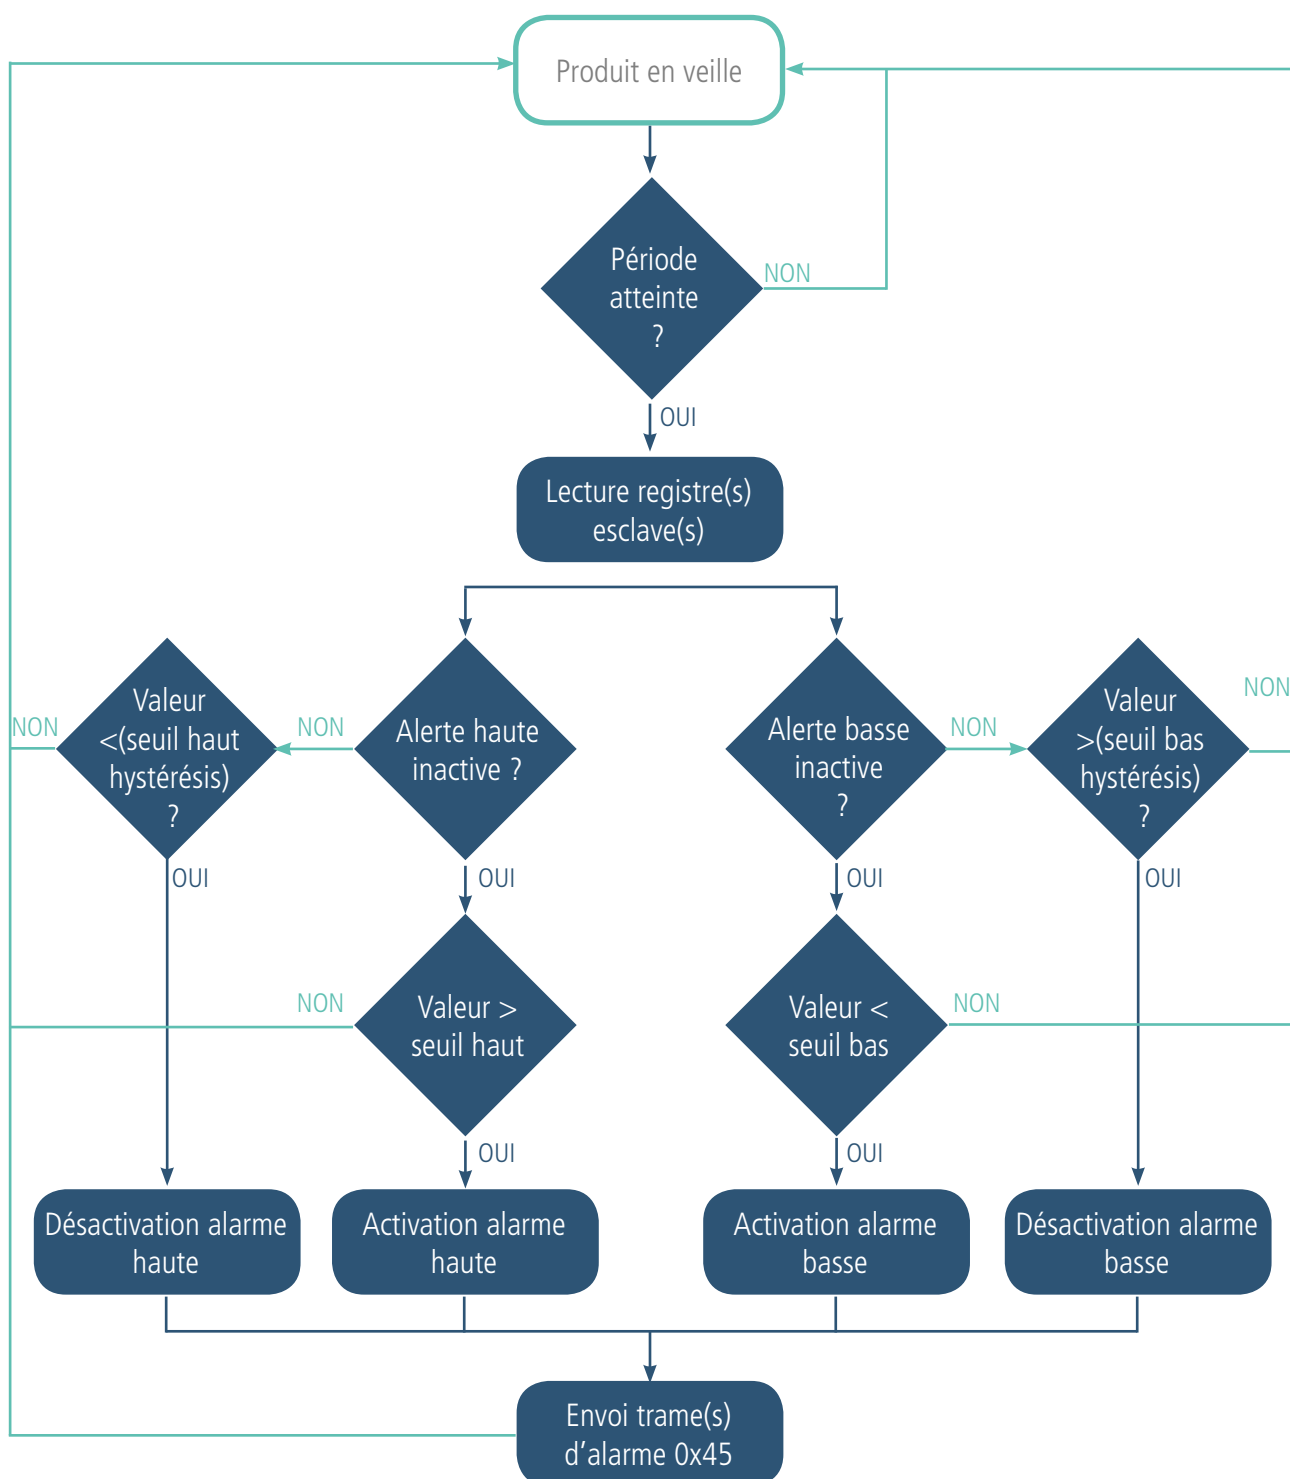 Produit en veille
Période
atteinte
?
NON
OUI
Lecture registre(s)
esclave(s)
Valeur
<(seuil haut
hystérésis)
?
NON
NON
Alerte haute
inactive ?
Alerte basse
inactive
?
NON
Valeur
>(seuil bas
hystérésis)
?
NON
OUI
OUI
OUI
OUI
NON
Valeur >
seuil haut
Valeur <
seuil bas
NON
OUI
OUI
Désactivation alarme
haute
Activation alarme
haute
Activation alarme
basse
Désactivation alarme
basse
Envoi trame(s)
d’alarme 0x45